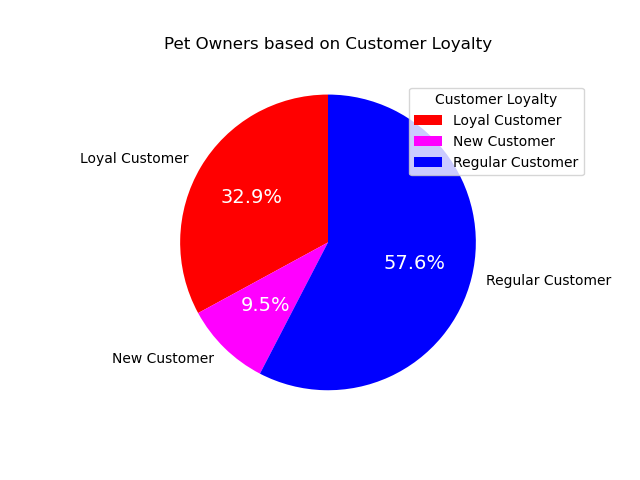 Pet Owners based on Customer Loyalty
Customer Loyalty
Loyal Customer
New Customer
Regular Customer
Loyal Customer
32.9%
57.6%
Regular Customer
9.5%
New Customer